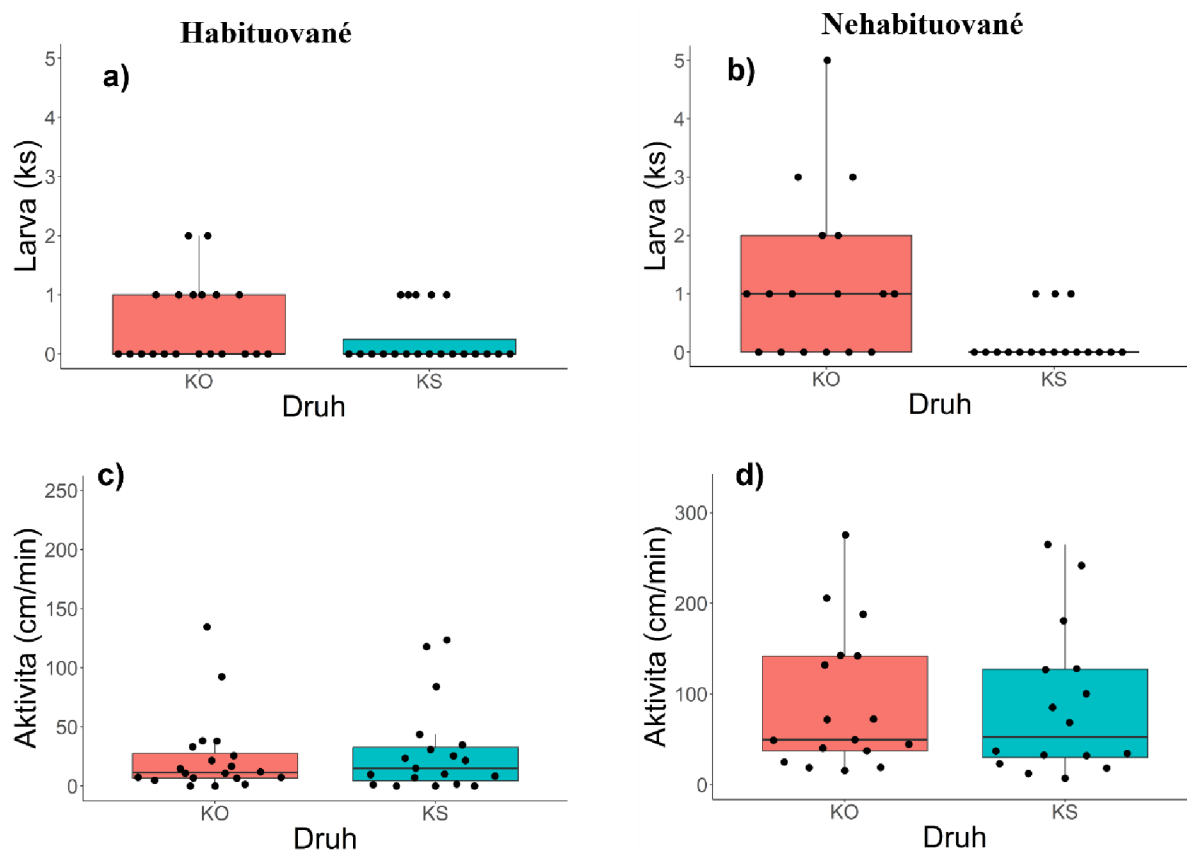 Habituované
Nehabituované
a)
Larva (ks)
5
4
3
2
1
0
KO
KS
Druh
b)
Larva (ks)
5
4
3
2
1
0
KO
KS
Druh
c)
Aktivita (cm/min)
250
200
150
100
50
0
KO
KS
Druh
d)
Aktivita (cm/min)
300
200
100
0
KO
KS
Druh